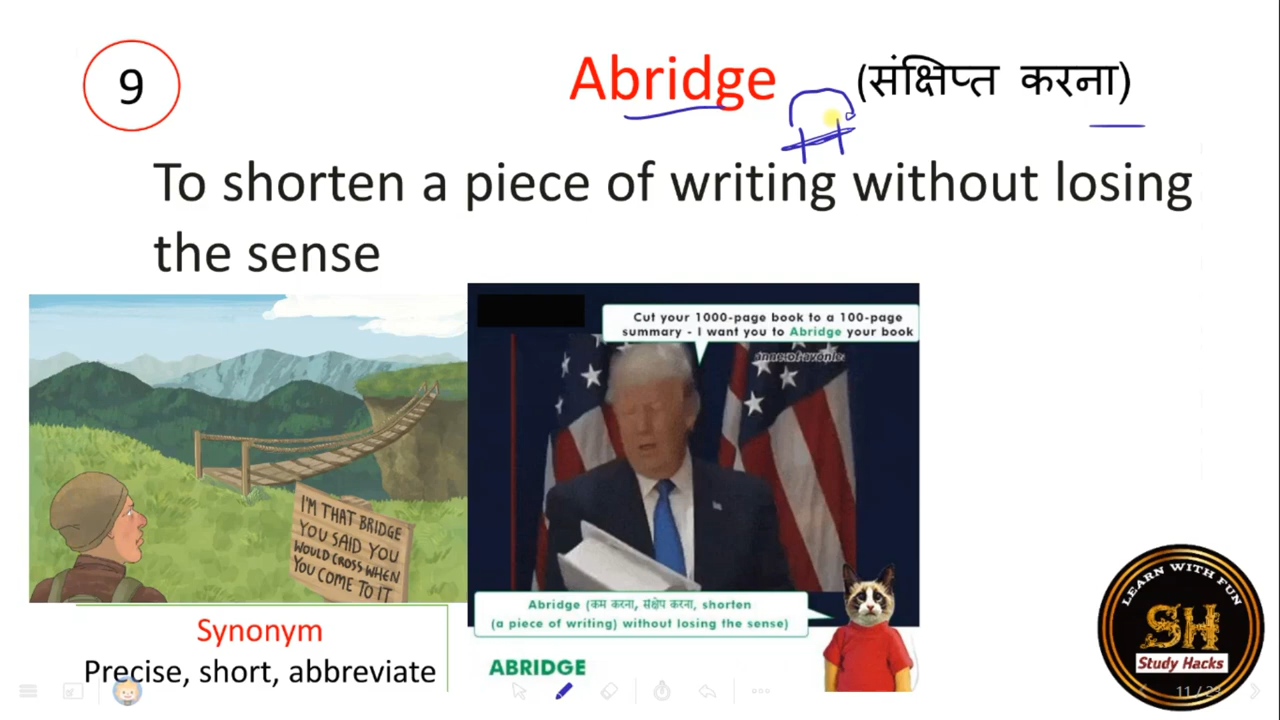 9
Abridge (संक्षिप्त करना)
To shorten a piece of writing without losing
the sense
Cut your 1000-page book to a 100-page
summary - I want you to Abridge your book
I'M THAT BRIDGE
YOU SAID YOU
WOULD CROSS WHEN
YOU COME TO IT
Abridge (कम करना, संक्षेप करना, shorten
(a piece of writing) without losing the sense)
ABRIDGE
Synonym
Precise, short, abbreviate
LEARN WITH FUN
SH
Study Hacks